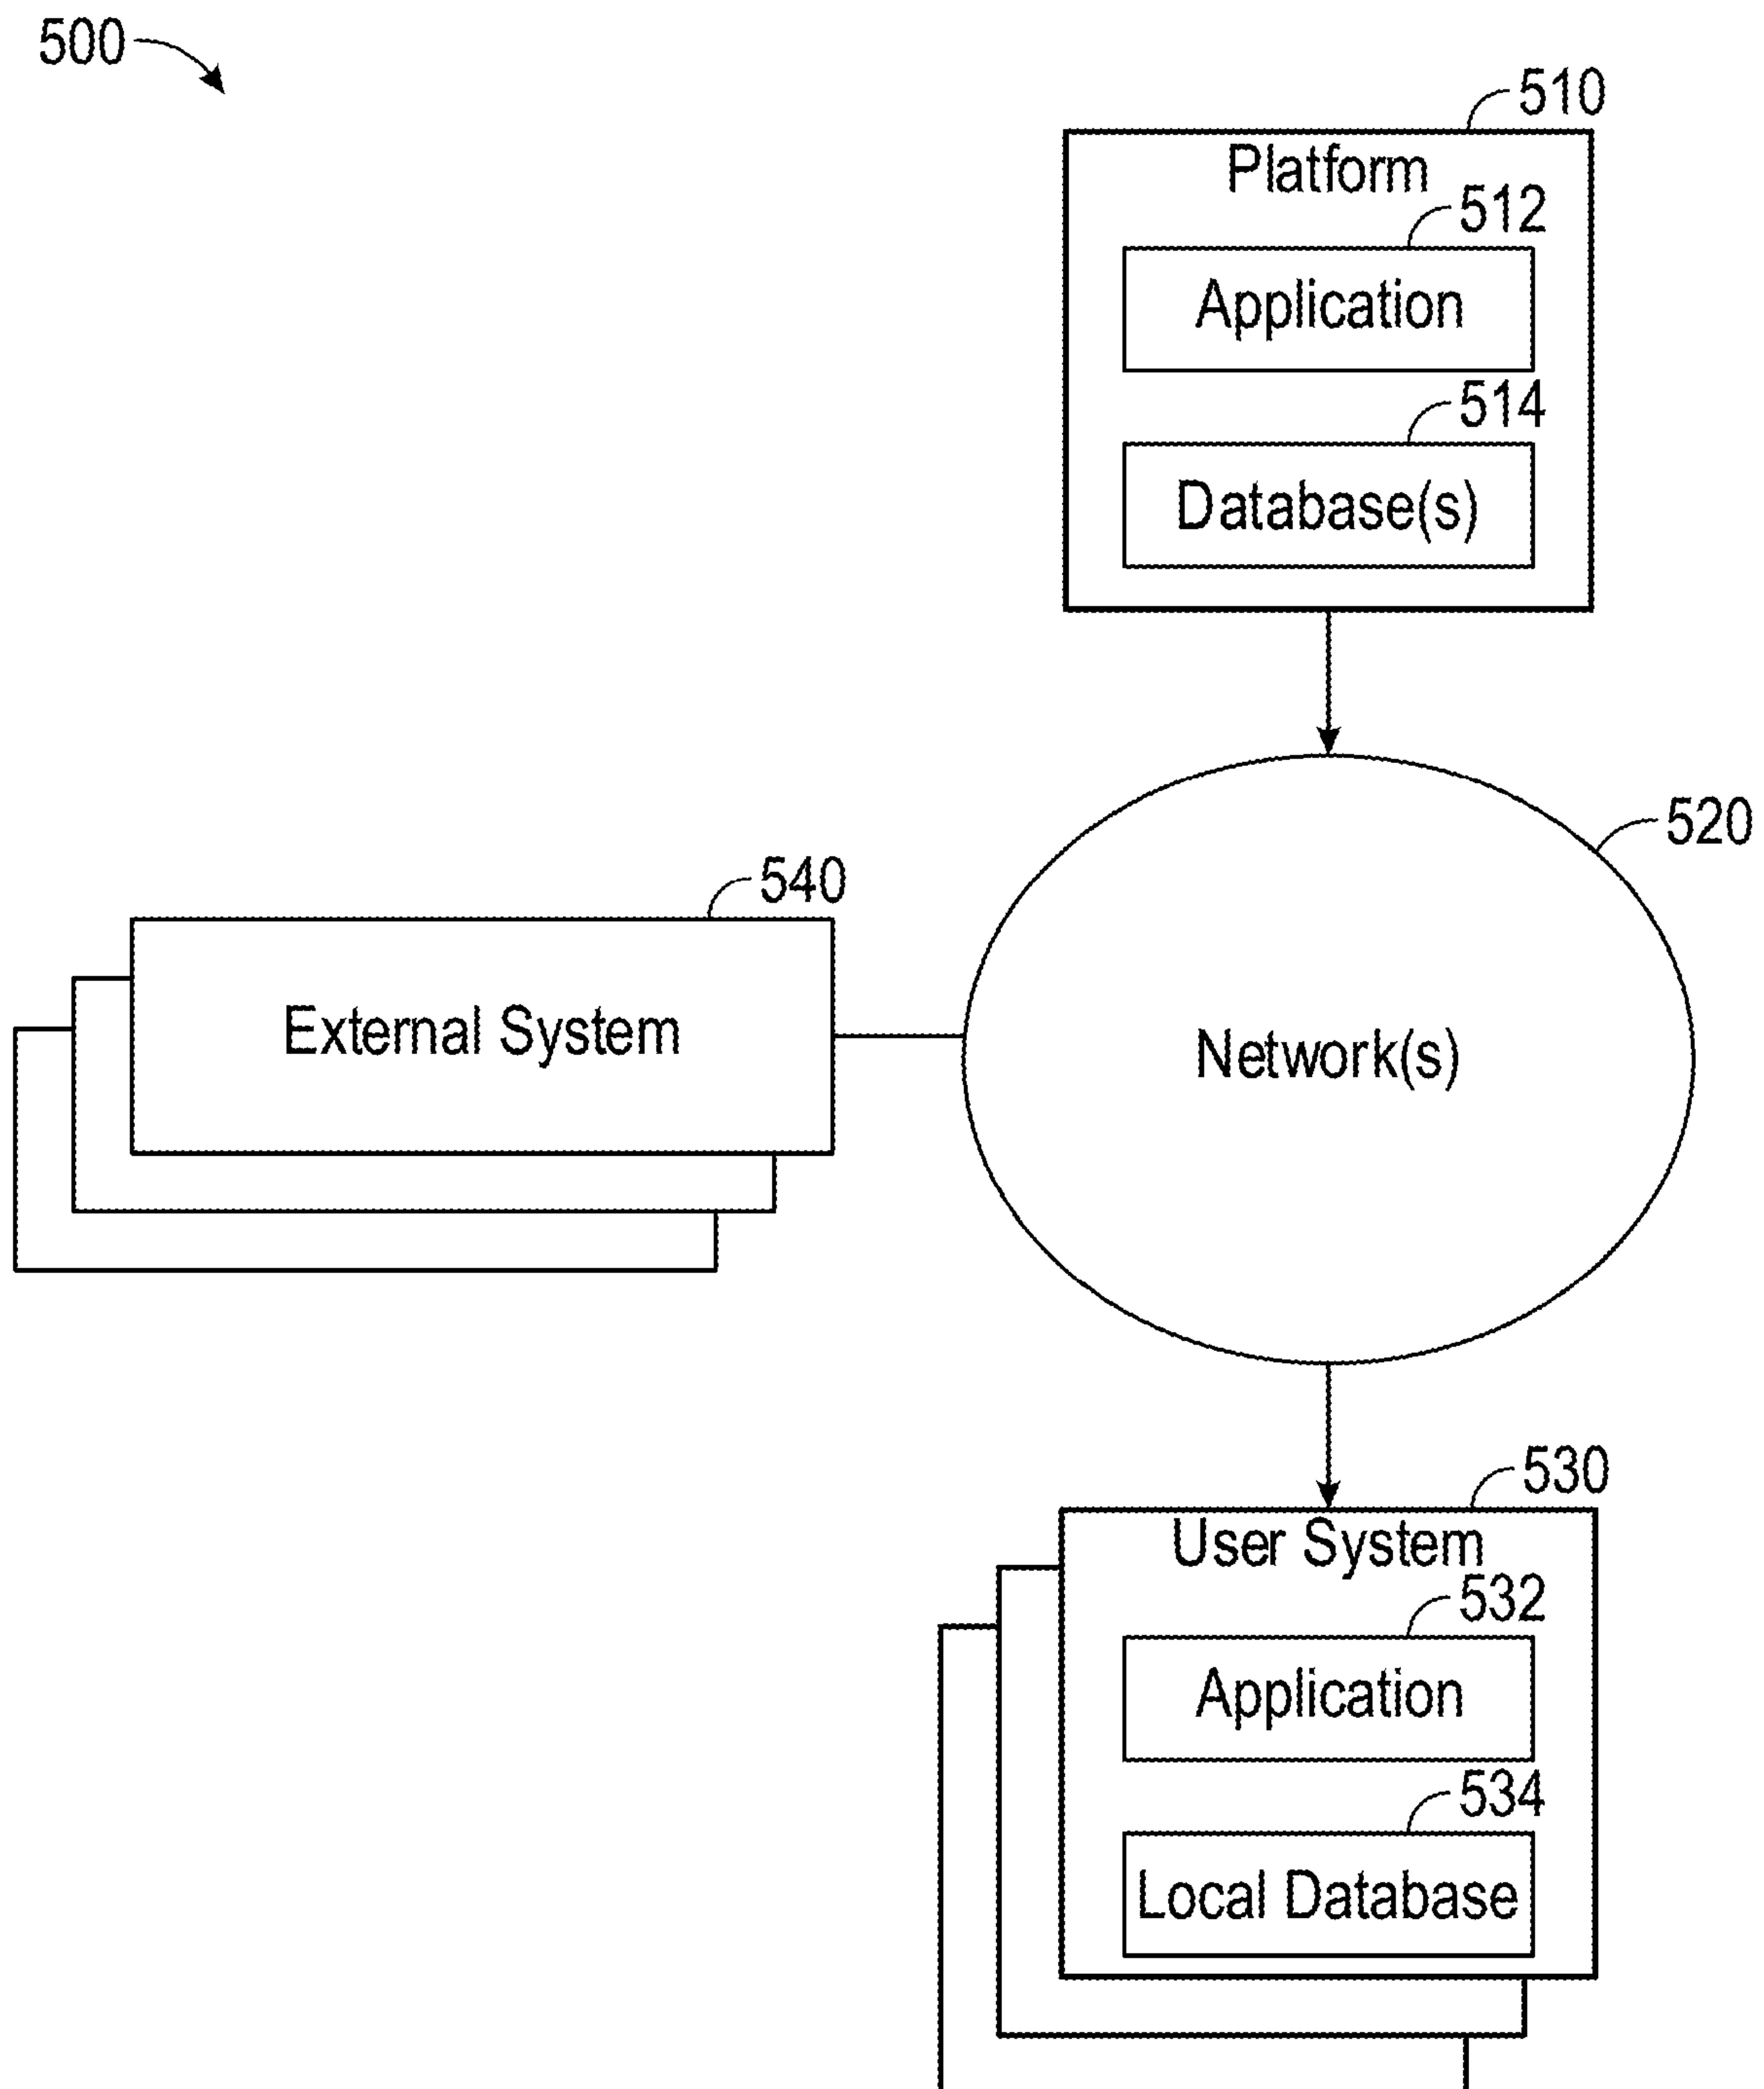 500
510
Platform
512
Application
514
Database(s)
520
540
External System
Network(s)
530
User System
532
Application
534
Local Database